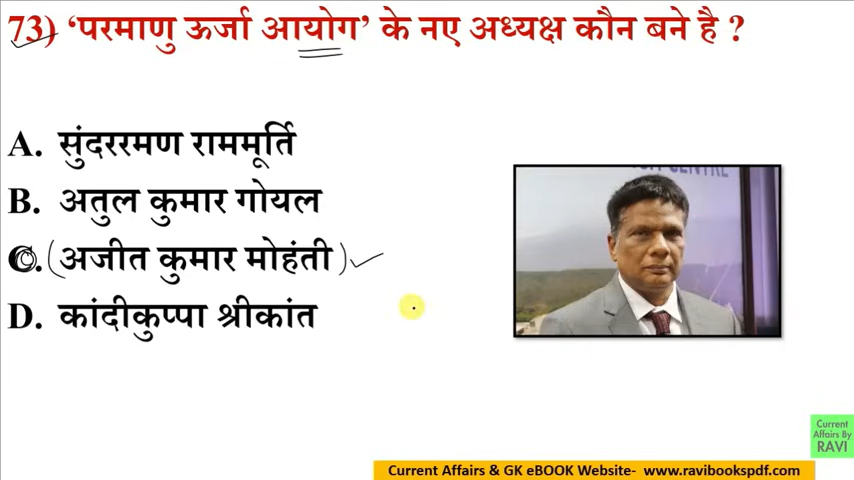 73) ‘परमाणु ऊर्जा आयोग’ के नए अध्यक्ष कौन बने है ?
A. सुंदररमण राममूर्ति
B. अतुल कुमार गोयल
C. (अजीत कुमार मोहंती)
D. कांदीकुप्पा श्रीकांत
Current
Affairs By
RAVI
Current Affairs & GK eBOOK Website- www.ravibookspdf.com